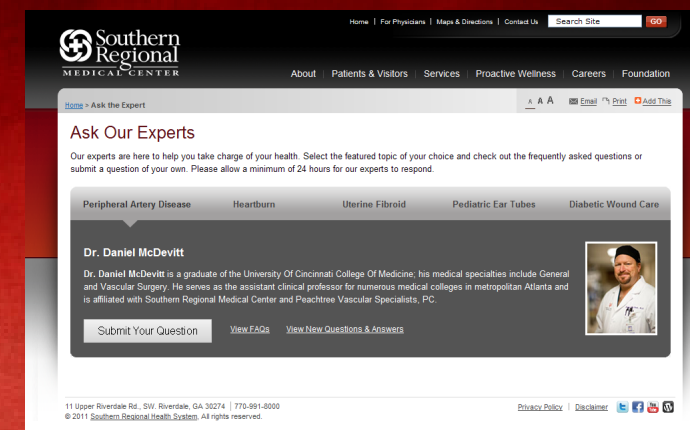 Home | For Physicians | Maps & Directions | Contact Us Search Site GO
Southern
Regional
MEDICAL CENTER
About Patients & Visitors Services Proactive Wellness Careers Foundation
Home > Ask the Expert A A A Email Print Add This
Ask Our Experts
Our experts are here to help you take charge of your health. Select the featured topic of your choice and check out the frequently asked questions or
submit a question of your own. Please allow a minimum of 24 hours for our experts to respond.
Peripheral Artery Disease Heartburn Uterine Fibroid Pediatric Ear Tubes Diabetic Wound Care
Dr. Daniel McDevitt
Dr. Daniel McDevitt is a graduate of the University Of Cincinnati College Of Medicine; his medical specialties include General
and Vascular Surgery. He serves as the assistant clinical professor for numerous medical colleges in metropolitan Atlanta and
is affiliated with Southern Regional Medical Center and Peachtree Vascular Specialists, PC.
Submit Your Question View FAQs View New Questions & Answers
11 Upper Riverdale Rd., SW. Riverdale, GA 30274 | 770-991-8000 Privacy Policy | Disclaimer
© 2011 Southern Regional Health System, All rights reserved.